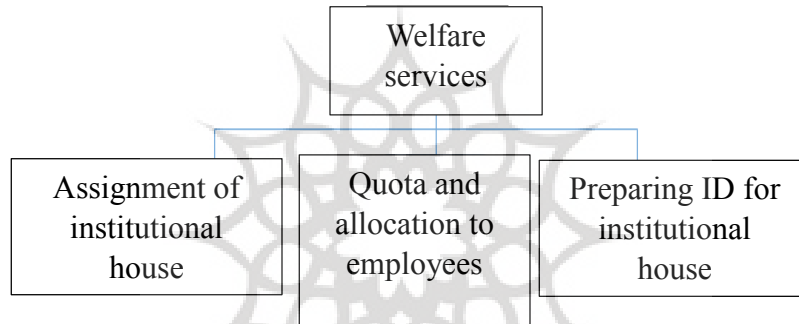 Welfare
services
Assignment of
institutional
house
Quota and
allocation to
employees
Preparing ID for
institutional
house